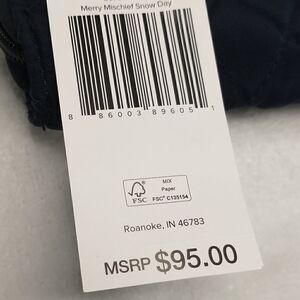 Merry Mischief Snow Day
8 86003 89605 1
FSC
MIX
Paper
FSC® C135154
Roanoke, IN 46783
MSRP $95.00